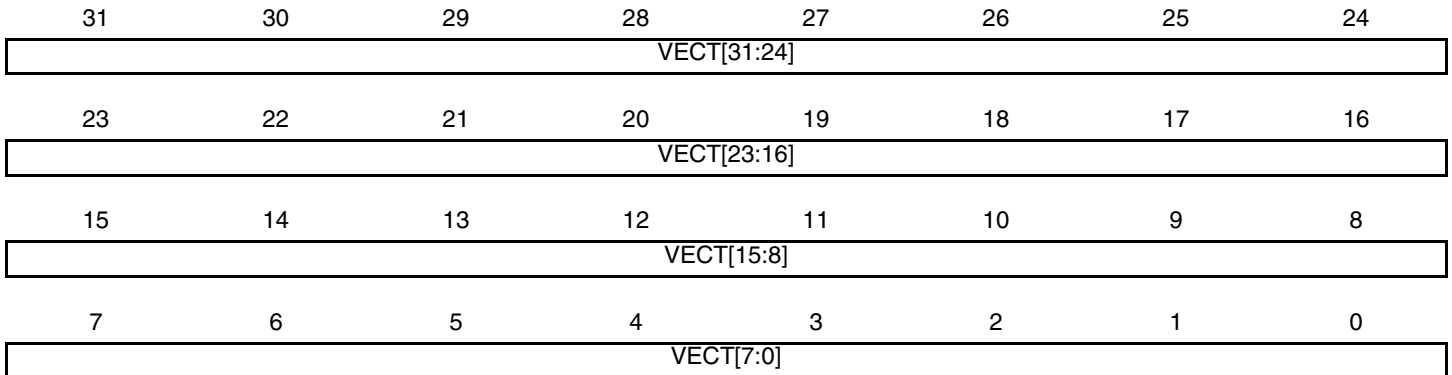 31 30 29 28 27 26 25 24
VECT[31:24]
23 22 21 20 19 18 17 16
VECT[23:16]
15 14 13 12 11 10 9 8
VECT[15:8]
7 6 5 4 3 2 1 0
VECT[7:0]